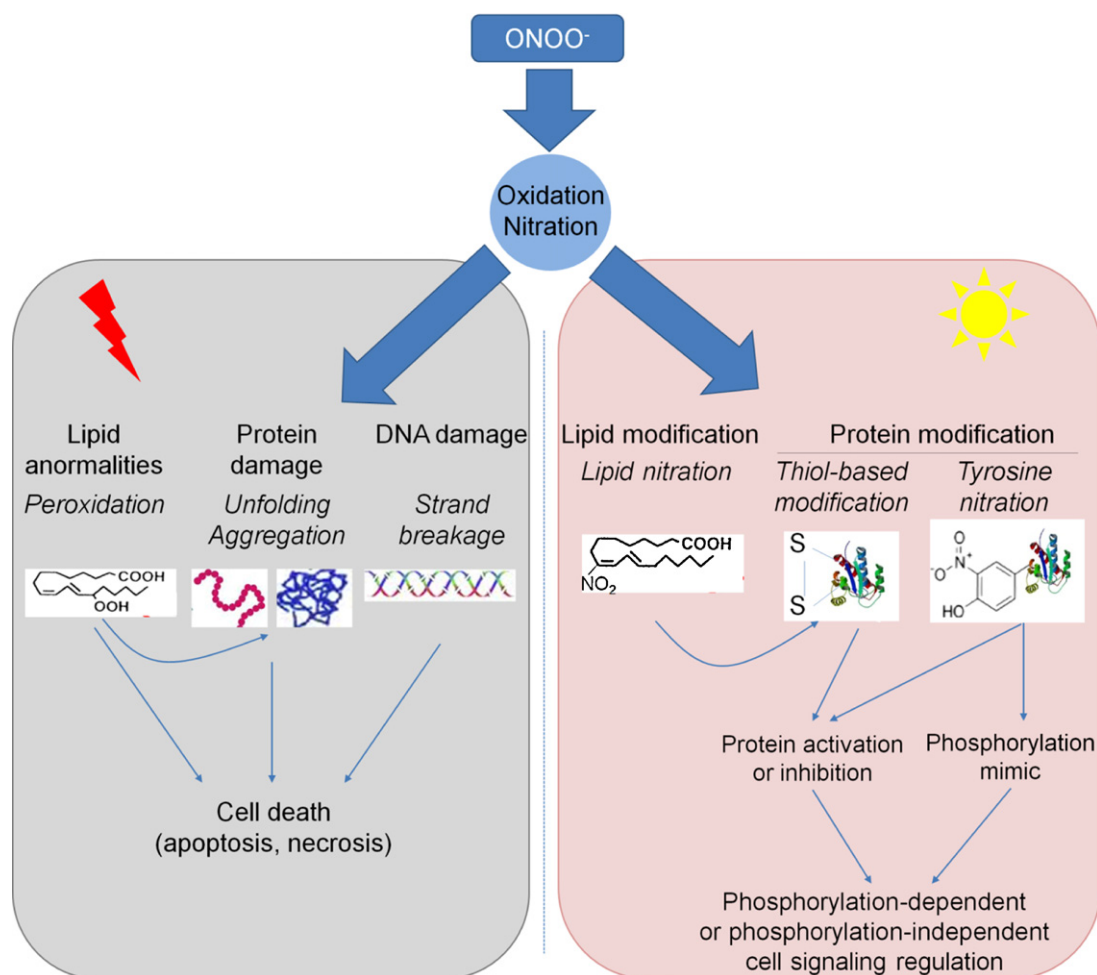 ONOO-
Oxidation
Nitration
Lipid
anormalities
Peroxidation
Protein
damage
Unfolding
Aggregation
DNA damage
Strand
breakage
COOH
OOH
Cell death
(apoptosis, necrosis)
Lipid modification
Lipid nitration
Protein modification
Thiol-based
modification
Tyrosine
nitration
COOH
NO2
S
S
O
N+
-O
HO
Protein activation
or inhibition
Phosphorylation
mimic
Phosphorylation-dependent
or phosphorylation-independent
cell signaling regulation